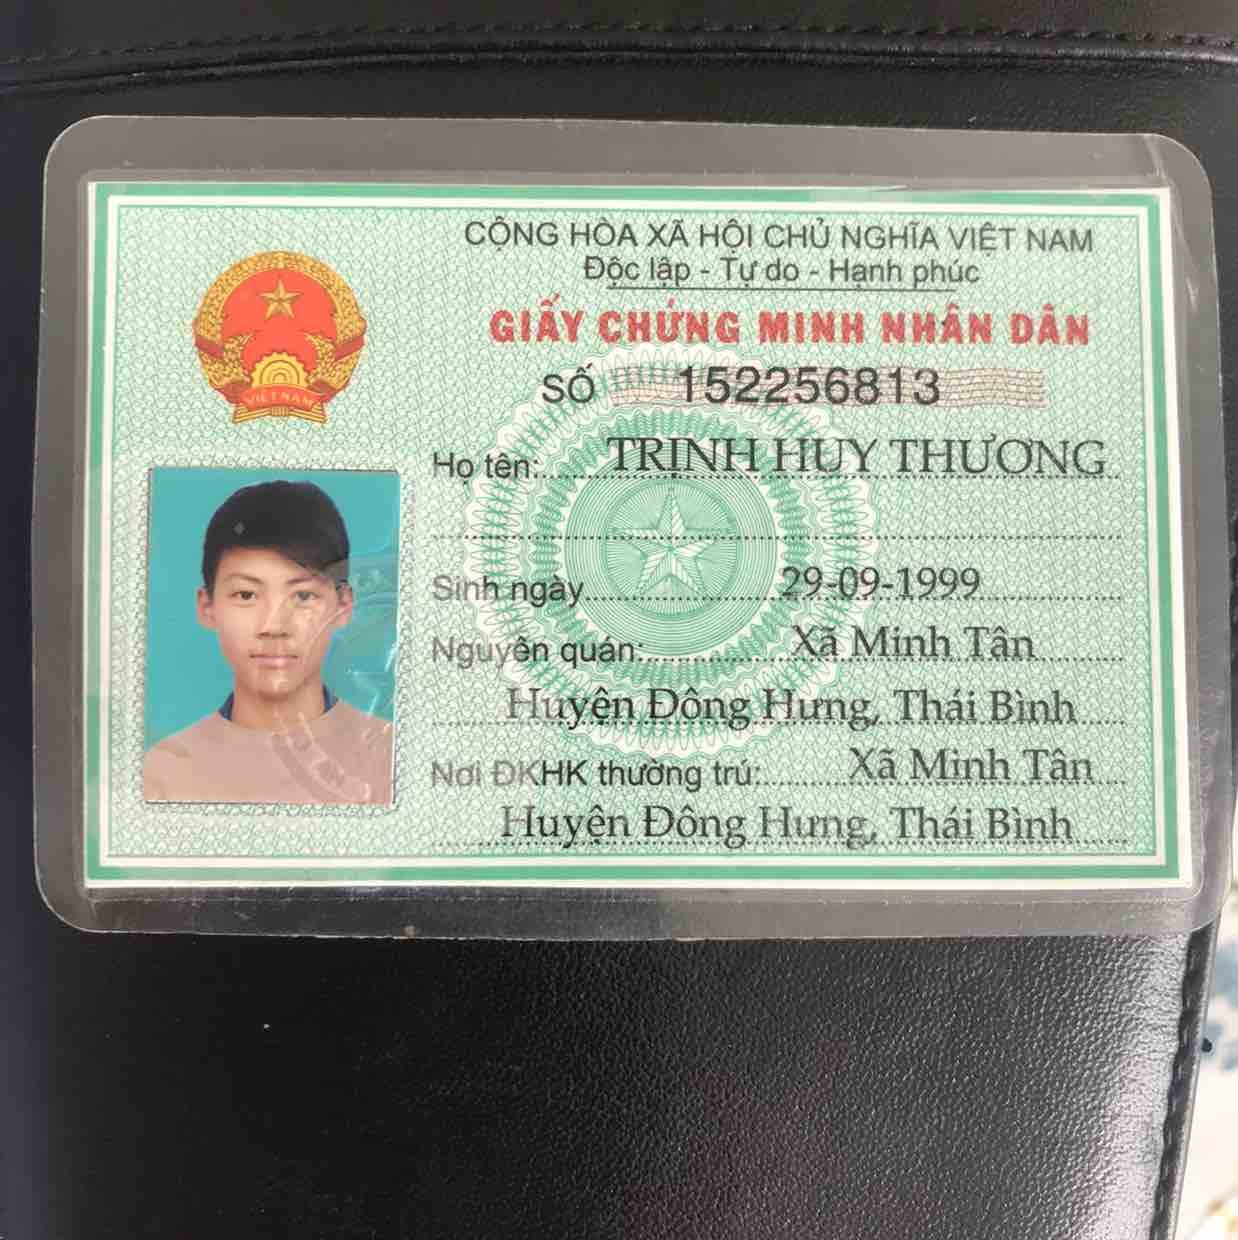 CỘNG HÒA XÃ HỘI CHỦ NGHĨA VIỆT NAM
Độc lập - Tự do - Hạnh phúc
GIẤY CHỨNG MINH NHÂN DÂN
SỐ 152256813
VIỆT NAM
Họ tên: TRỊNH HUY THƯƠNG
Sinh ngày 29-09-1999
Nguyên quán: Xã Minh Tân
Huyện Đông Hưng, Thái Bình
Nơi ĐKHK thường trú: Xã Minh Tân
Huyện Đông Hưng, Thái Bình